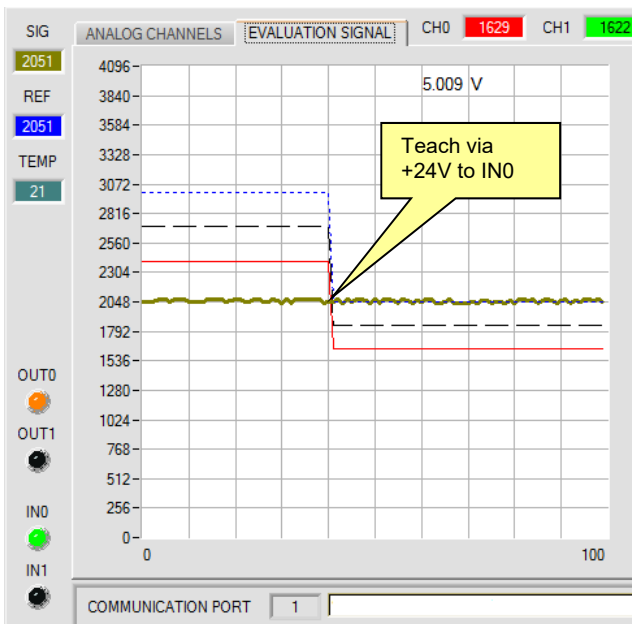 SIG
2051
REF
2051
TEMP
21
OUT0
OUT1
IN0
IN1
ANALOG CHANNELS
EVALUATION SIGNAL
CH0 1629 CH1 1622
5.009 V
Teach via
+24V to IN0
4096
3840
3584
3328
3072
2816
2560
2304
2048
1792
1536
1280
1024
768
512
256
0
0 100
COMMUNICATION PORT 1